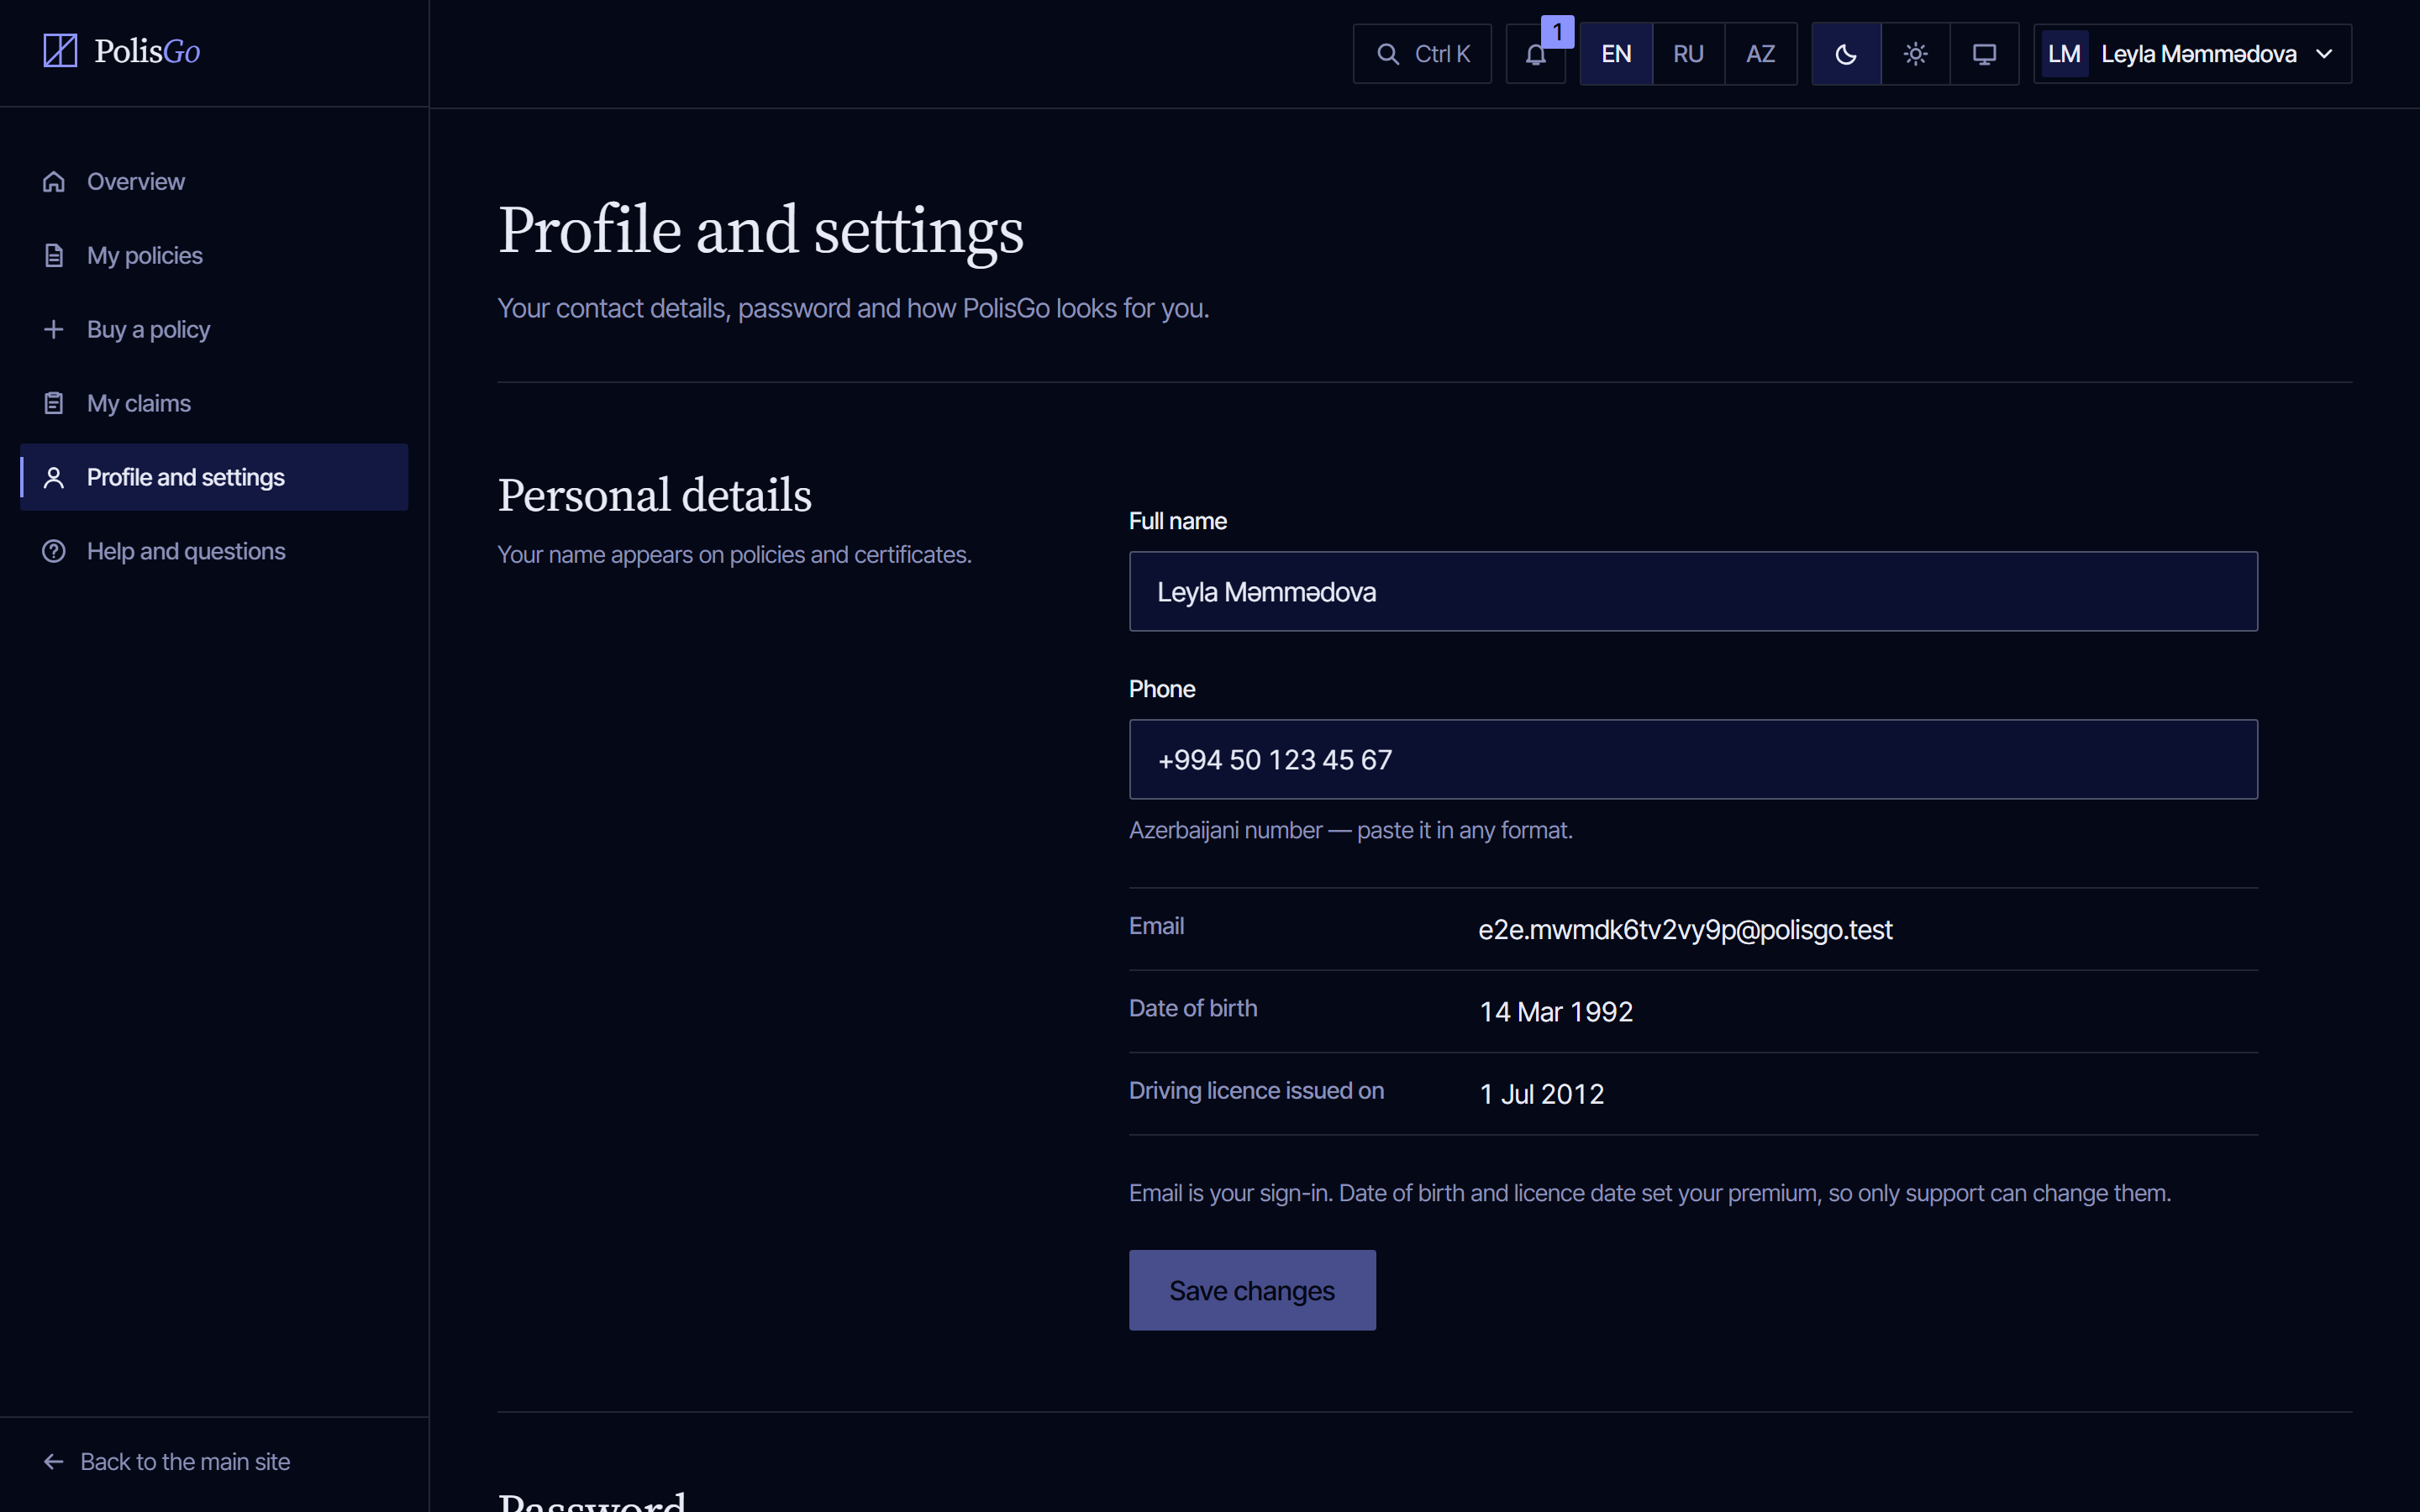 PolisGo
Ctrl K
1
EN
RU
AZ
LM
Leyla Məmmədova
Overview
My policies
Buy a policy
My claims
Profile and settings
Help and questions
Back to the main site
Profile and settings
Your contact details, password and how PolisGo looks for you.
Personal details
Your name appears on policies and certificates.
Full name
Leyla Məmmədova
Phone
+994 50 123 45 67
Azerbaijani number — paste it in any format.
Email
e2e.mwmdk6tv2vy9p@polisgo.test
Date of birth
14 Mar 1992
Driving licence issued on
1 Jul 2012
Email is your sign-in. Date of birth and licence date set your premium, so only support can change them.
Save changes
Password